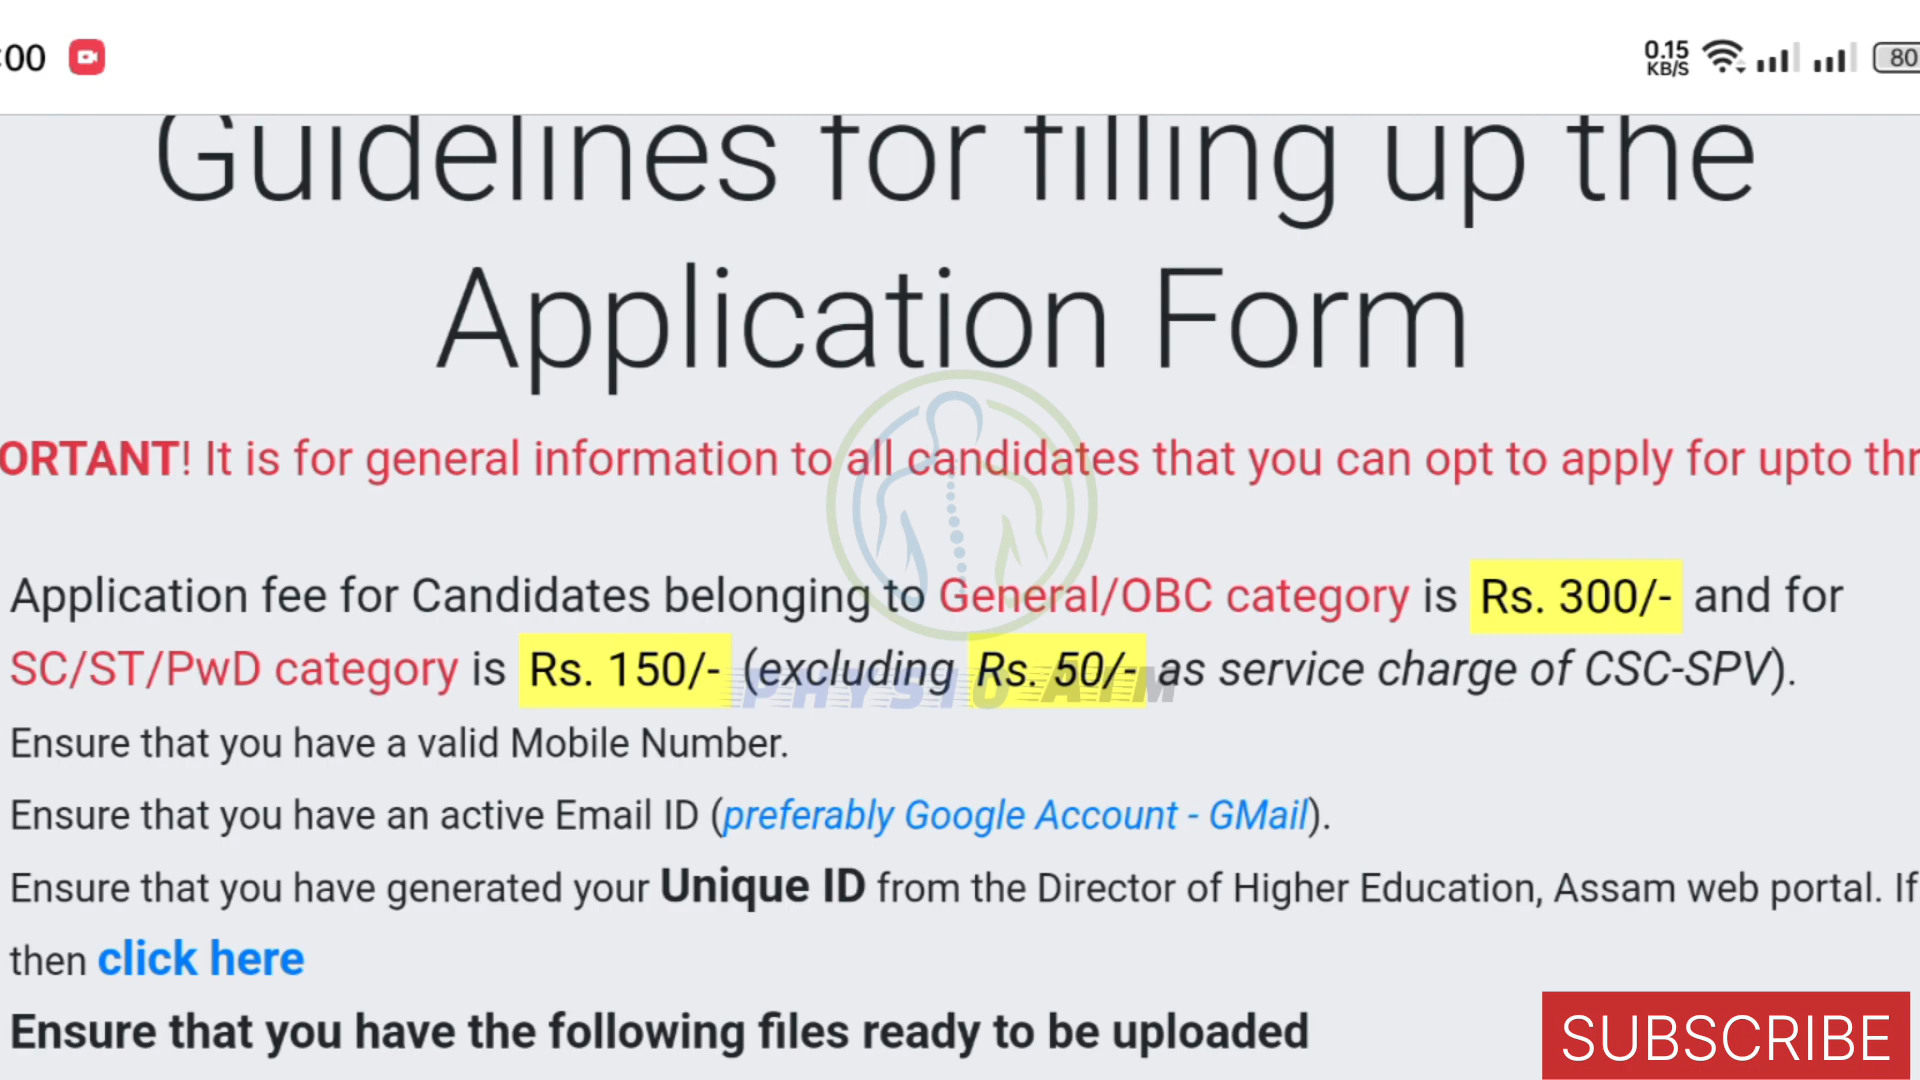 :00
0.15
KB/S
80
Guidelines for filling up the
Application Form
ORTANT! It is for general information to all candidates that you can opt to apply for upto thr
Application fee for Candidates belonging to General/OBC category is Rs. 300/- and for
SC/ST/PwD category is Rs. 150/- (excluding Rs. 50/- as service charge of CSC-SPV).
PHYSIO AIM
Ensure that you have a valid Mobile Number.
Ensure that you have an active Email ID (preferably Google Account - GMail).
Ensure that you have generated your Unique ID from the Director of Higher Education, Assam web portal. If
then click here
Ensure that you have the following files ready to be uploaded
SUBSCRIBE